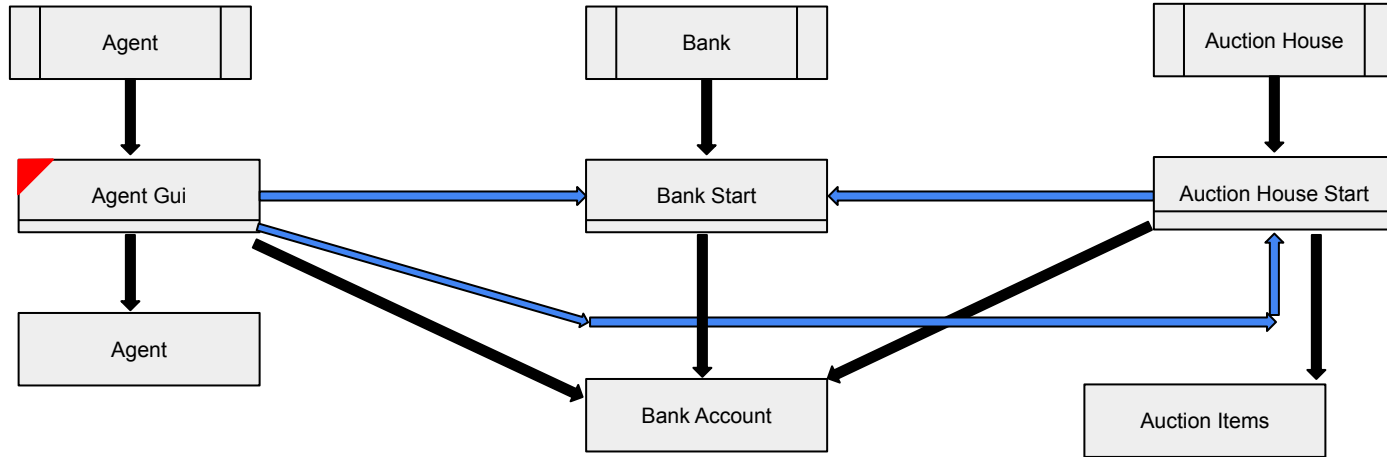 Agent
Bank
Auction House
Agent Gui
Bank Start
Auction House Start
Agent
Bank Account
Auction Items